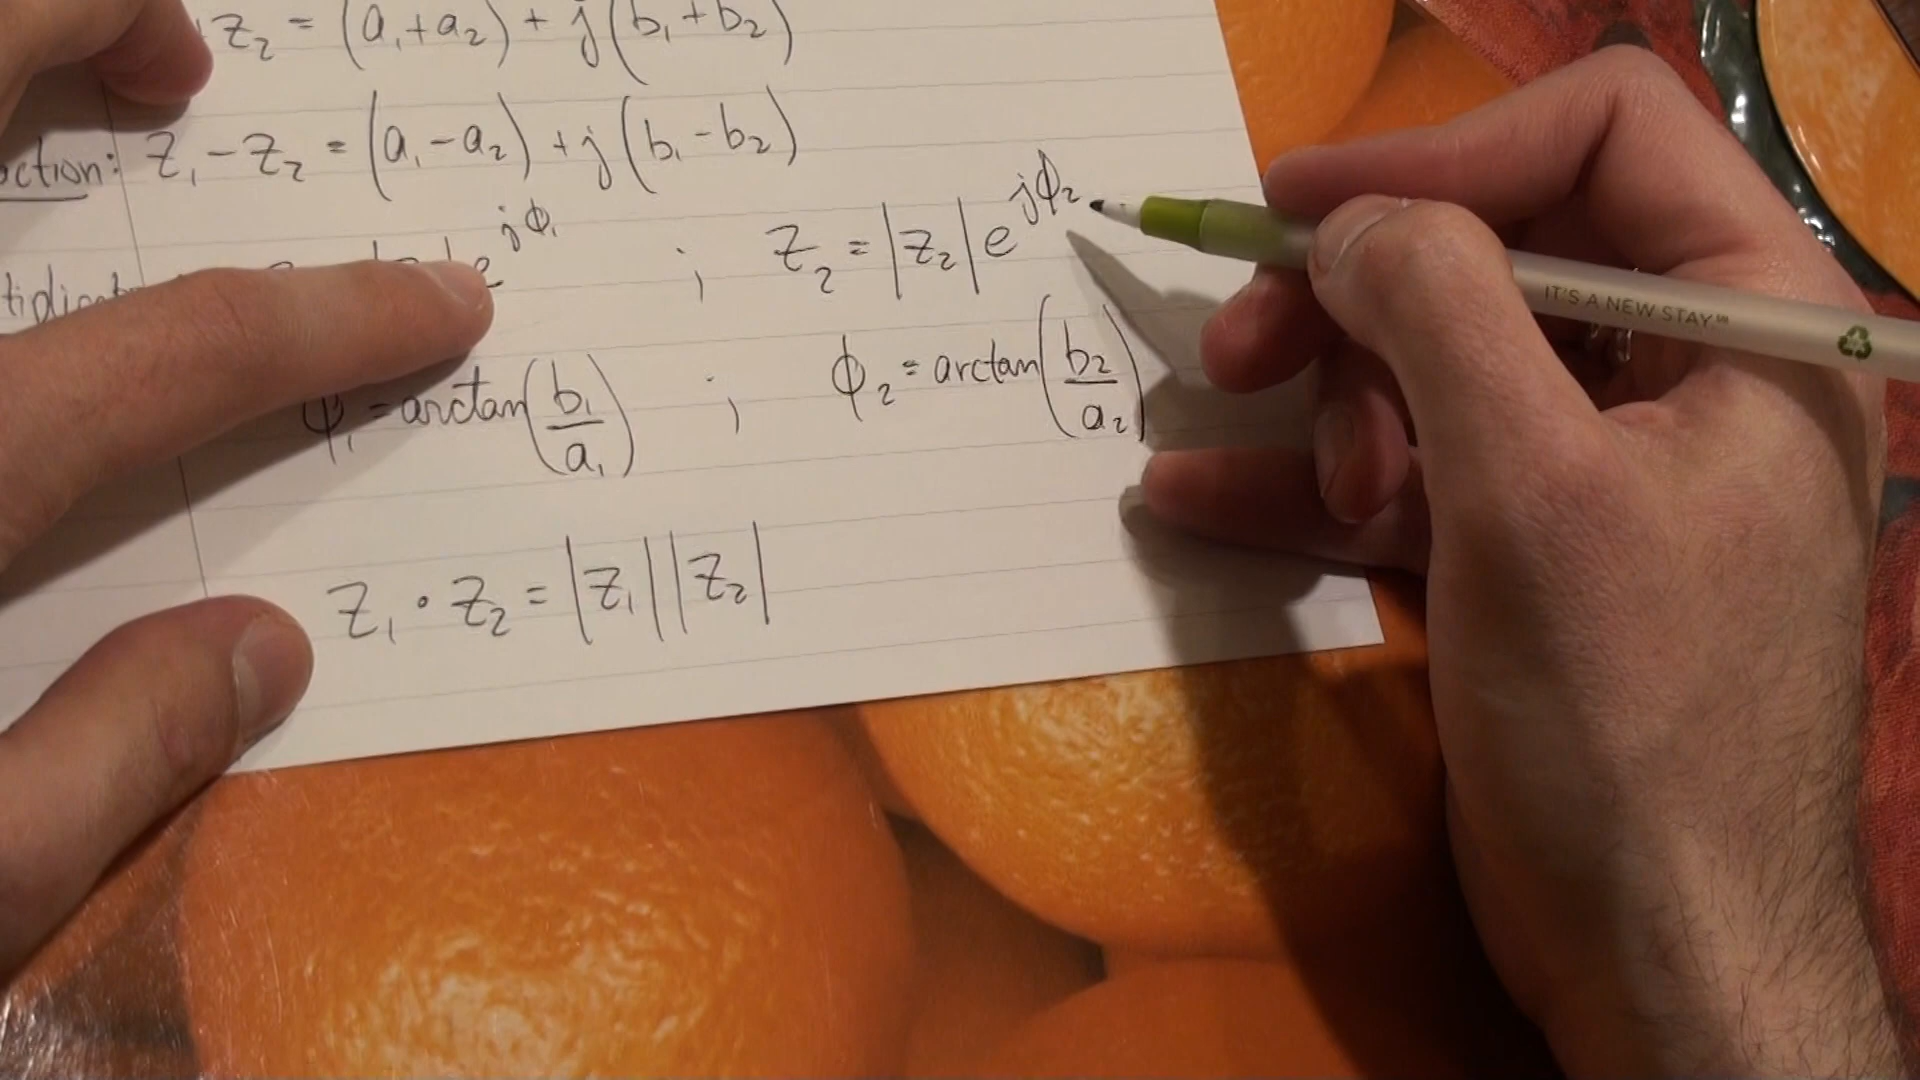 z₂ = (a₁+a₂) + j(b₁+b₂)
ction: z₁ - z₂ = (a₁-a₂) + j(b₁-b₂)
e^jϕ₁ ; z₂ = |z₂| e^jϕ₂
ϕ₁ = arctan(b₁/a₁) ; ϕ₂ = arctan(b₂/a₂)
z₁ • z₂ = |z₁||z₂|
IT'S A NEW STAY℠